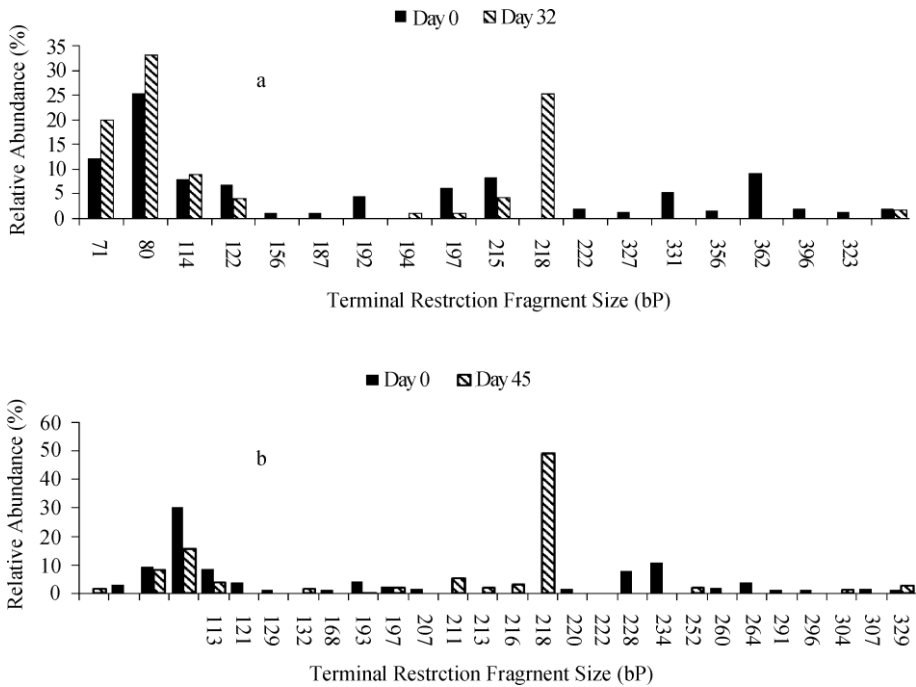 Day 0 Day 32
Relative Abundance (%)
35
30
25
20
15
10
5
0
a
71 80 114 122 156 187 192 194 197 215 218 222 327 331 356 362 396 323
Terminal Restrction Fragrnent Size (bP)
Day 0 Day 45
Relative Abundance (%)
60
50
40
30
20
10
0
b
113 121 129 132 168 193 197 207 211 213 216 218 220 222 228 234 252 260 264 291 296 304 307 329
Terminal Restrction Fragrnent Size (bP)